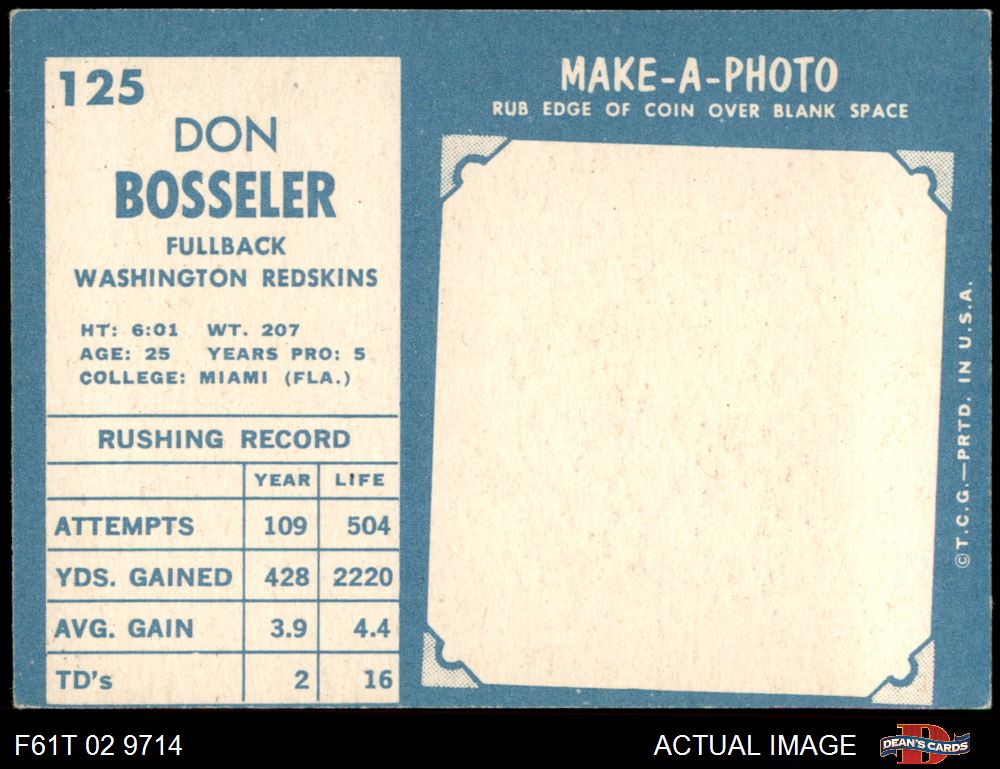 125
DON
BOSSELER
FULLBACK
WASHINGTON REDSKINS
HT: 6:01 WT. 207
AGE: 25 YEARS PRO: 5
COLLEGE: MIAMI (FLA.)
RUSHING RECORD
YEAR LIFE
ATTEMPTS 109 504
YDS. GAINED 428 2220
AVG. GAIN 3.9 4.4
TD's 2 16
MAKE-A-PHOTO
RUB EDGE OF COIN OVER BLANK SPACE
©T.C.G.—PRTD. IN U.S.A.
F61T 02 9714
ACTUAL IMAGE
DEAN'S CARDS